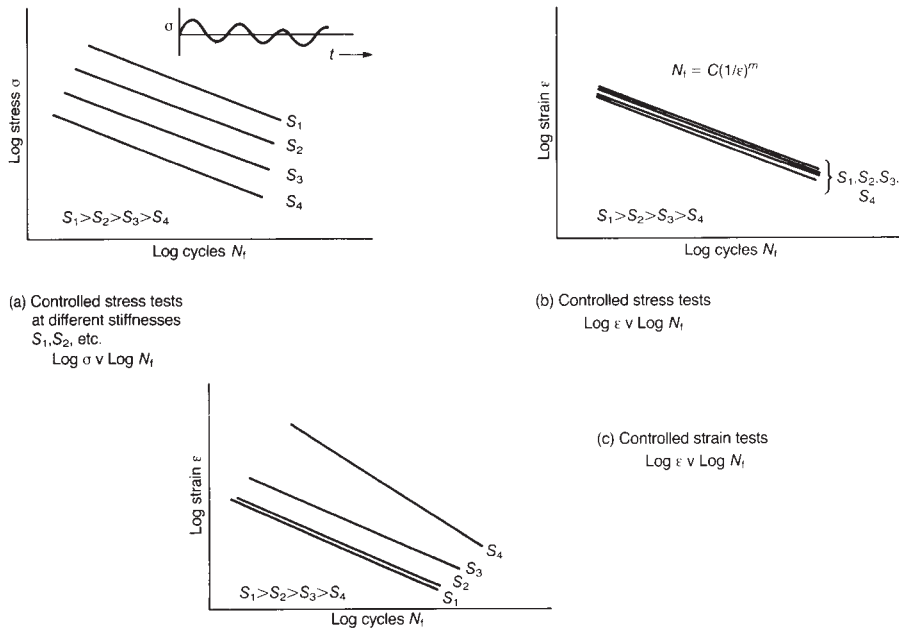 σ
t
Log stress σ
S₁
S₂
S₃
S₄
S₁>S₂>S₃>S₄
Log cycles Nf
(a) Controlled stress tests
at different stiffnesses
S₁,S₂, etc.
Log σ v Log Nf
Nf = C(1/ε)ᵐ
Log strain ε
S₁.S₂.S₃.
S₄
S₁>S₂>S₃>S₄
Log cycles Nf
(b) Controlled stress tests
Log ε v Log Nf
Log strain ε
S₄
S₃
S₂
S₁
S₁>S₂>S₃>S₄
Log cycles Nf
(c) Controlled strain tests
Log ε v Log Nf